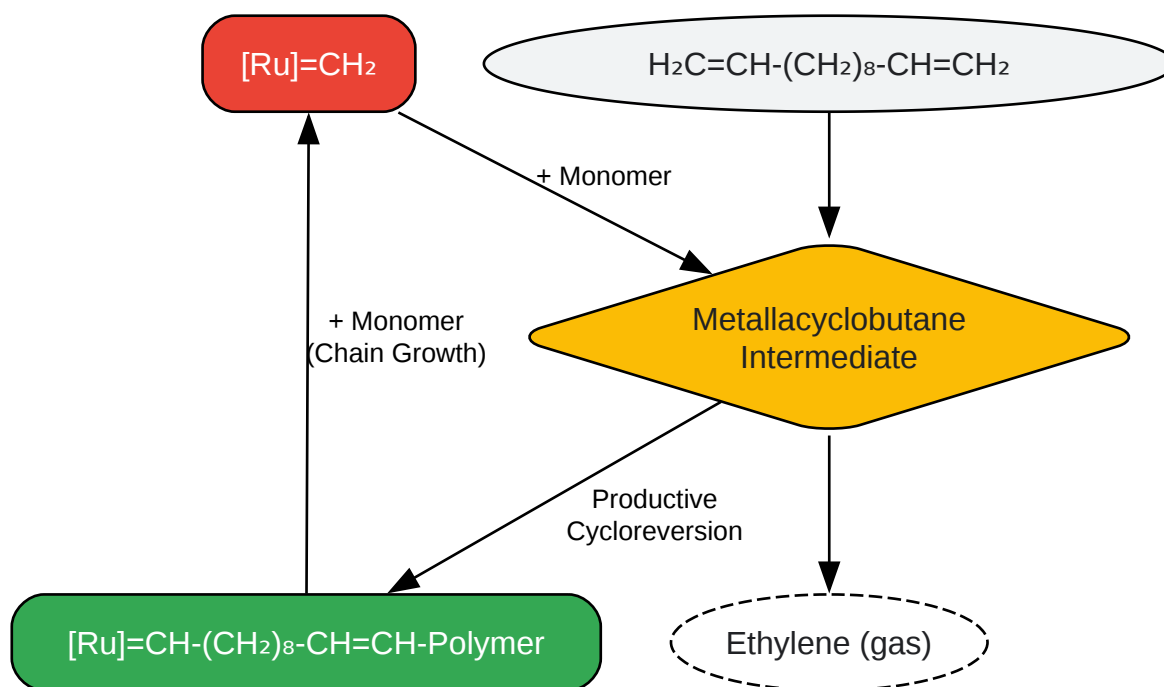 [Ru]=CH₂
H₂C=CH-(CH₂)₈-CH=CH₂
+ Monomer
Metallacyclobutane
Intermediate
+ Monomer
(Chain Growth)
Productive
Cycloreversion
[Ru]=CH-(CH₂)₈-CH=CH-Polymer
Ethylene (gas)